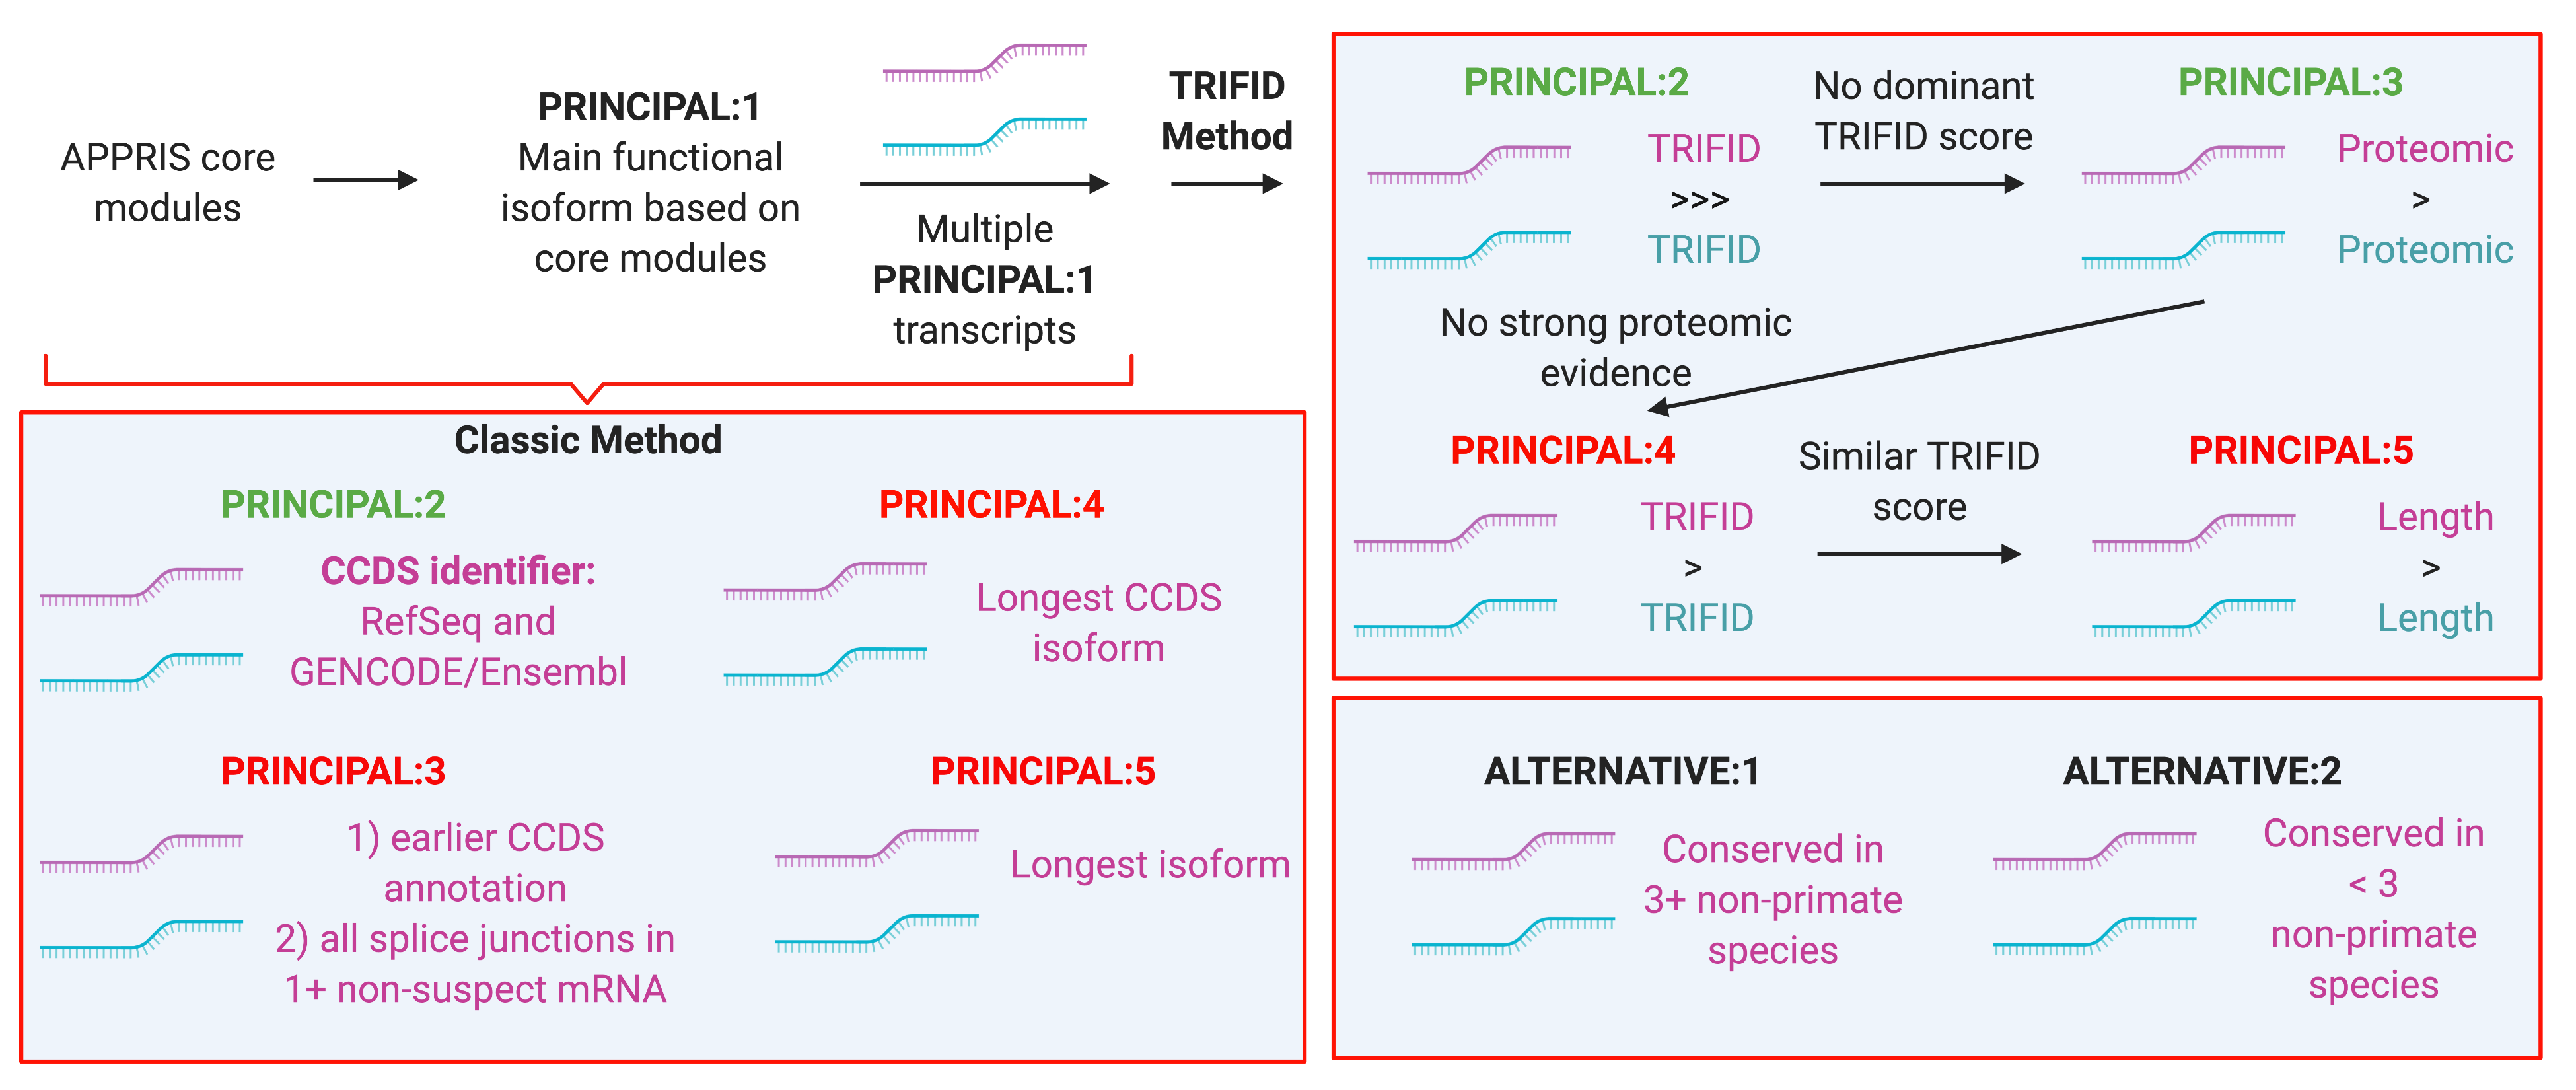 APPRIS core
modules
PRINCIPAL:1
Main functional
isoform based on
core modules
Multiple
PRINCIPAL:1
transcripts
TRIFID
Method
Classic Method
PRINCIPAL:2
CCDS identifier:
RefSeq and
GENCODE/Ensembl
PRINCIPAL:4
Longest CCDS
isoform
PRINCIPAL:3
1) earlier CCDS
annotation
2) all splice junctions in
1+ non-suspect mRNA
PRINCIPAL:5
Longest isoform
PRINCIPAL:2
TRIFID
>>>
TRIFID
No dominant
TRIFID score
PRINCIPAL:3
Proteomic
>
Proteomic
No strong proteomic
evidence
PRINCIPAL:4
TRIFID
>
TRIFID
Similar TRIFID
score
PRINCIPAL:5
Length
>
Length
ALTERNATIVE:1
Conserved in
3+ non-primate
species
ALTERNATIVE:2
Conserved in
< 3
non-primate
species